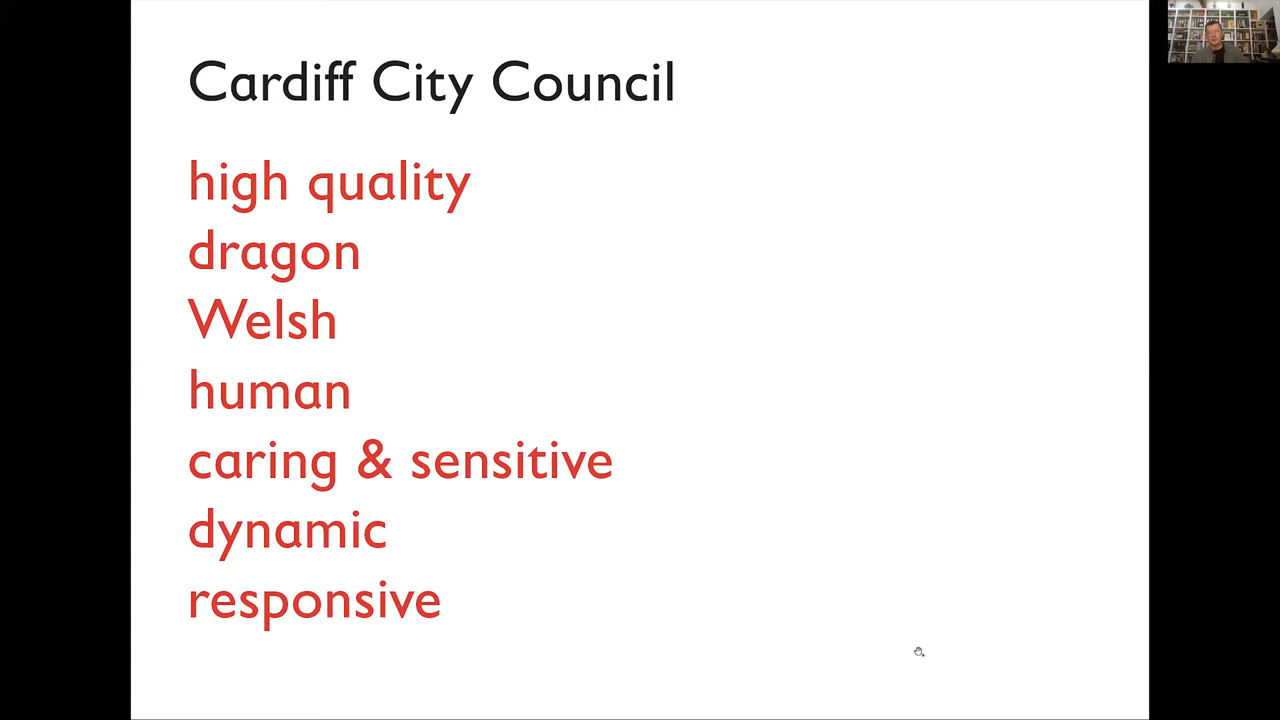 Cardiff City Council
high quality
dragon
Welsh
human
caring & sensitive
dynamic
responsive